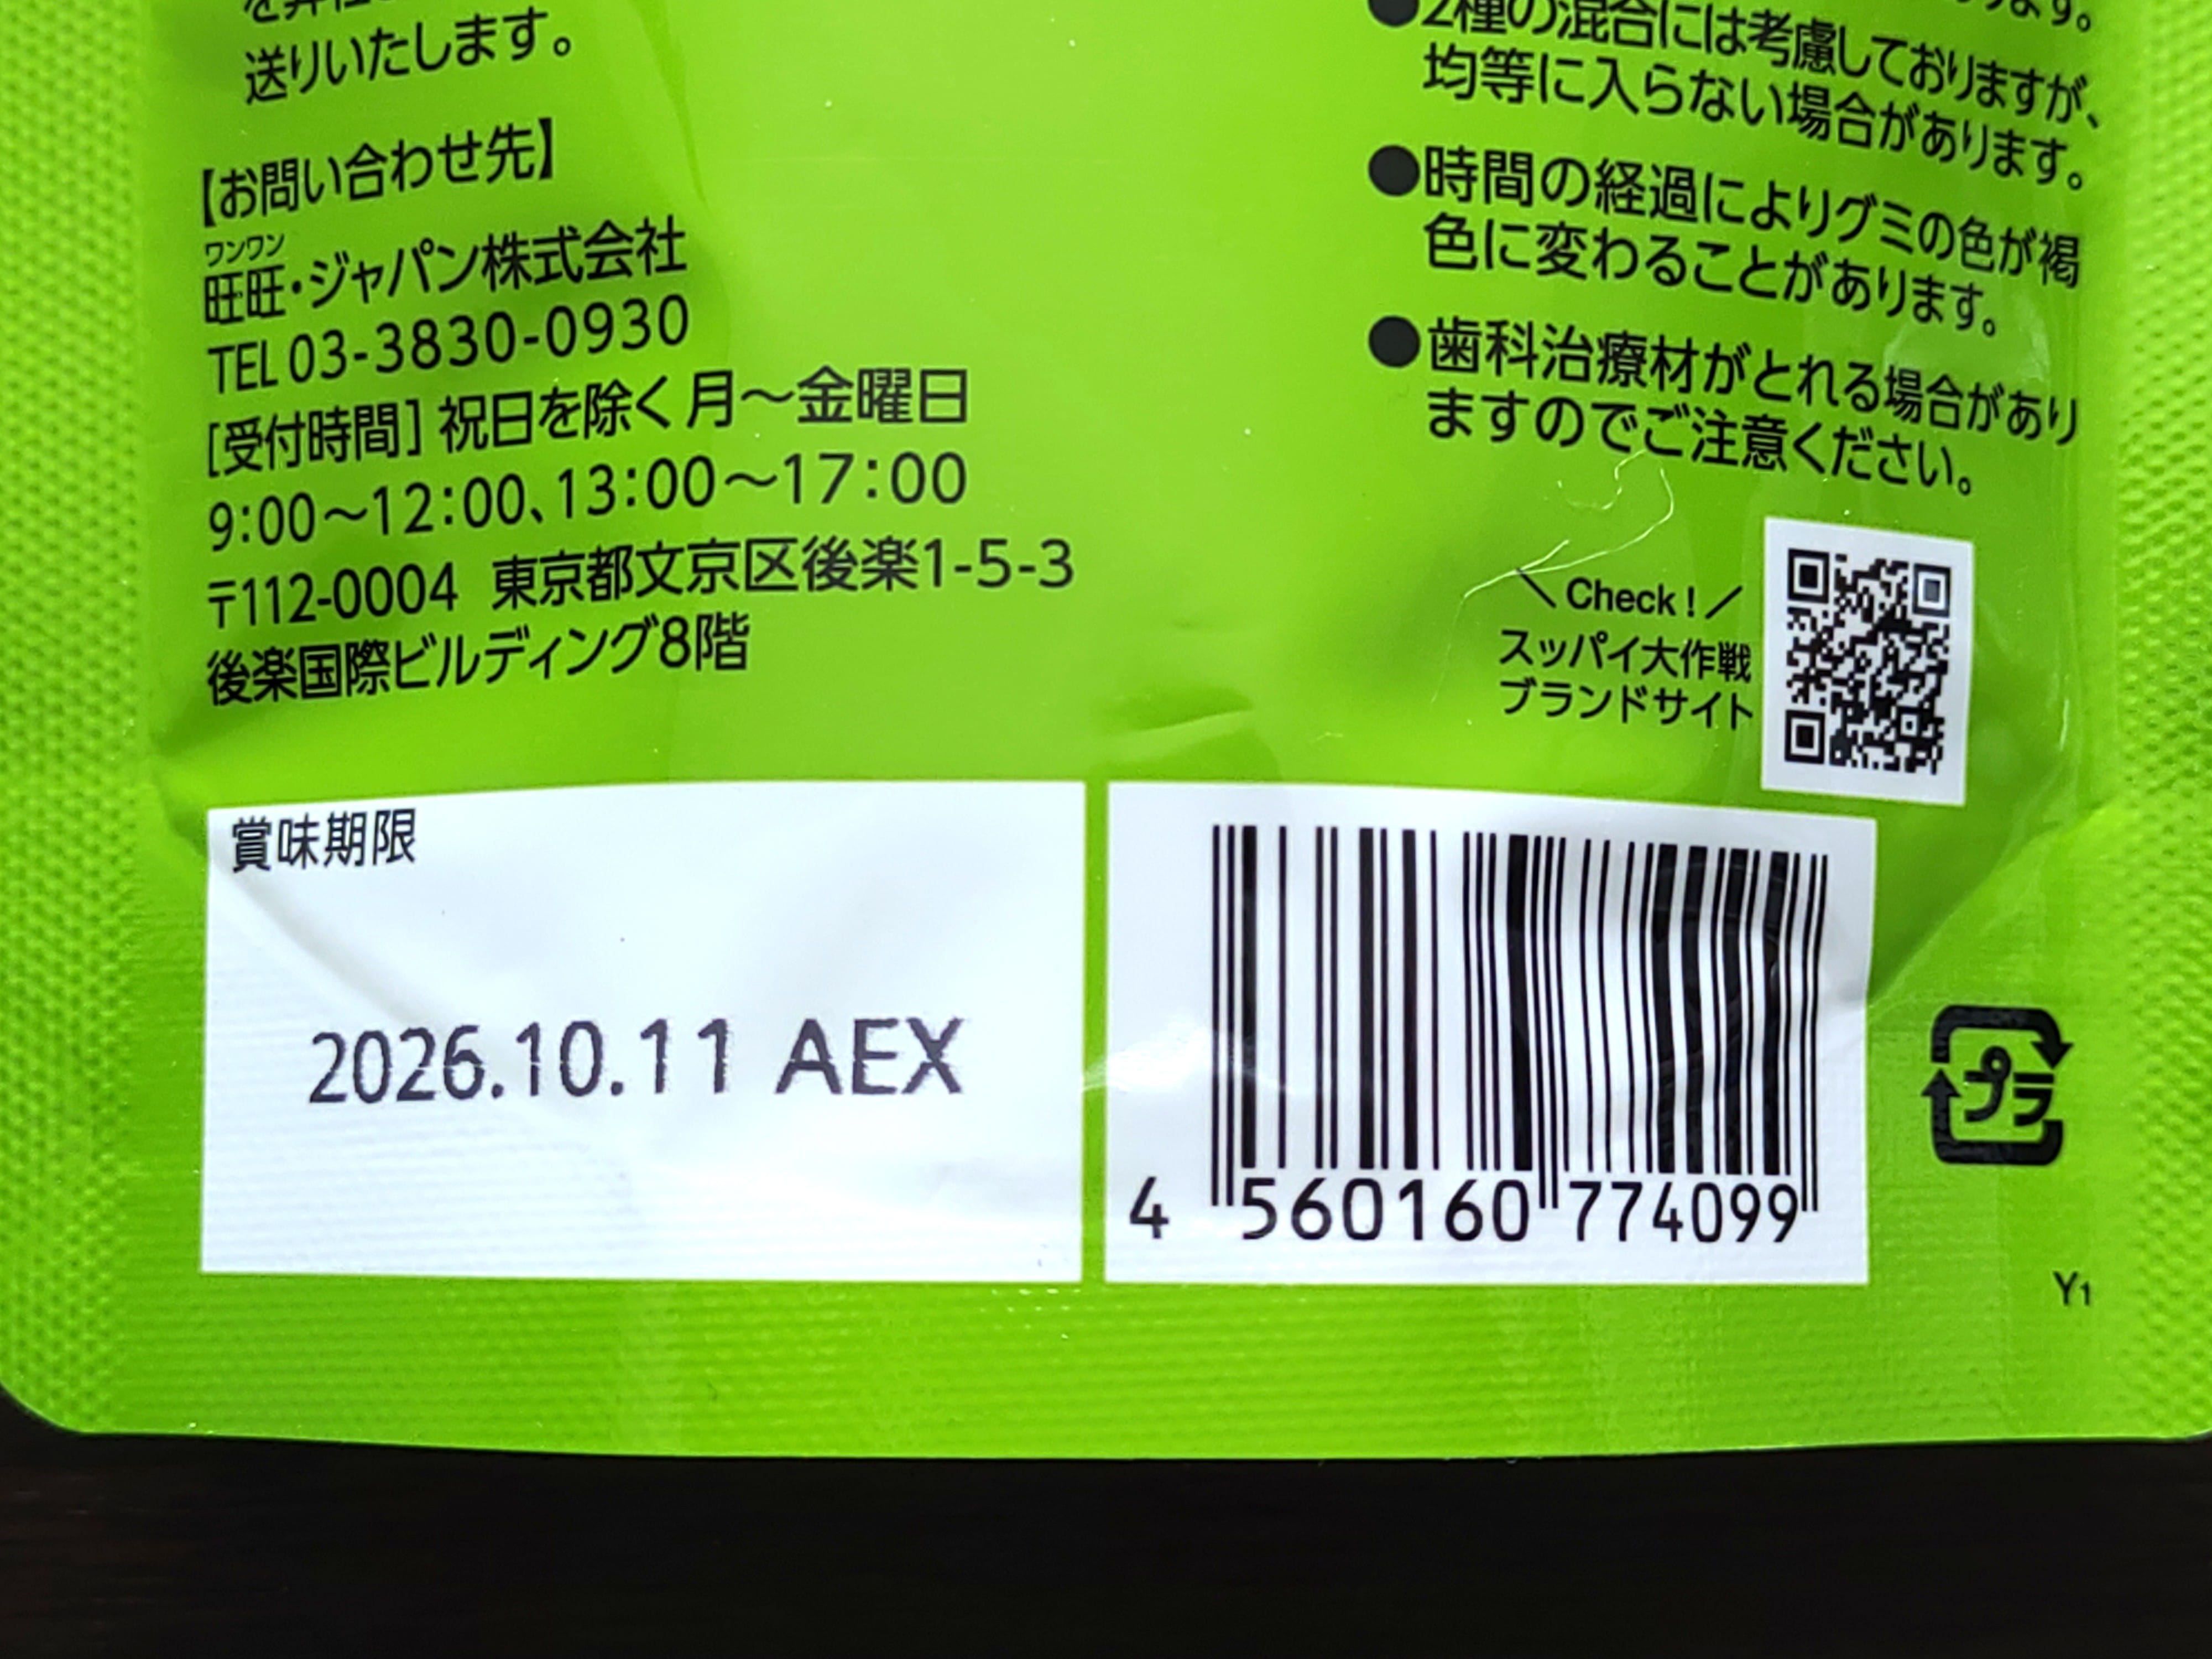 送りいたします。
【お問い合わせ先】
ワンワン
旺旺・ジャパン株式会社
TEL 03-3830-0930
[受付時間] 祝日を除く 月〜金曜日
9:00〜12:00、13:00〜17:00
〒112-0004 東京都文京区後楽1-5-3
後楽国際ビルディング8階
●2種の混合には考慮しておりますが、
均等に入らない場合があります。
●時間の経過によりグミの色が褐
色に変わることがあります。
●歯科治療材がとれる場合があり
ますのでご注意ください。
＼ Check ! ／
スッパイ大作戦
ブランドサイト
賞味期限
2026.10.11 AEX
4 560160 774099
プラ
Y1